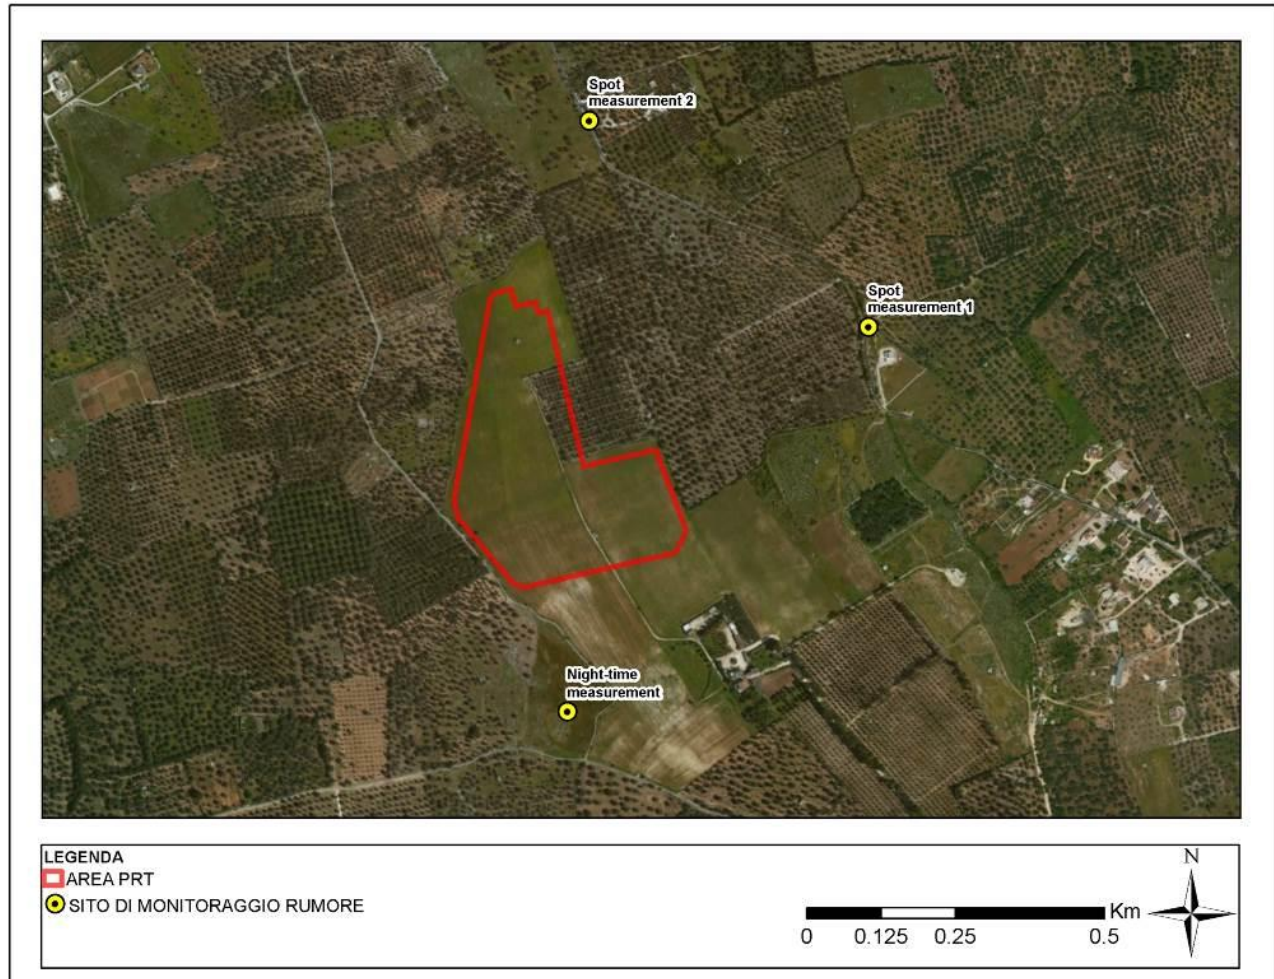 Spot
measurement 2
Spot
measurement 1
Night-time
measurement
LEGENDA
AREA PRT
SITO DI MONITORAGGIO RUMORE
N
Km
0 0.125 0.25 0.5